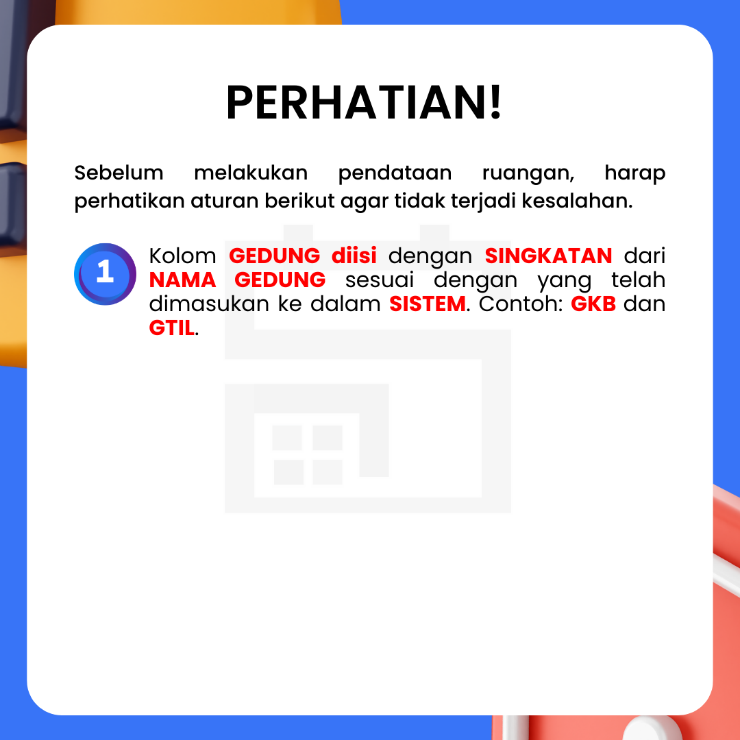 PERHATIAN!
Sebelum melakukan pendataan ruangan, harap
perhatikan aturan berikut agar tidak terjadi kesalahan.
1
Kolom GEDUNG diisi dengan SINGKATAN dari
NAMA GEDUNG sesuai dengan yang telah
dimasukan ke dalam SISTEM. Contoh: GKB dan
GTIL.